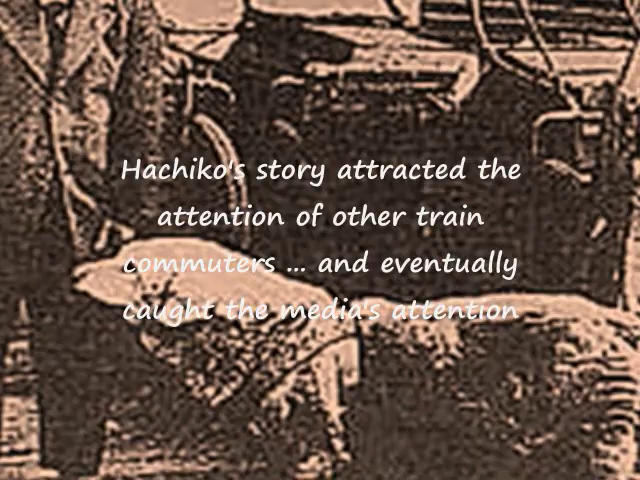 Hachiko's story attracted the
attention of other train
commuters ... and eventually
caught the media's attention